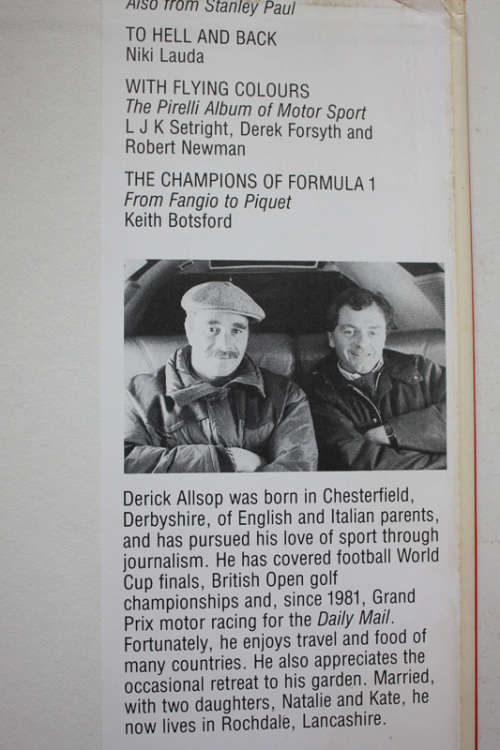 Also from Stanley Paul
TO HELL AND BACK
Niki Lauda
WITH FLYING COLOURS
The Pirelli Album of Motor Sport
L J K Setright, Derek Forsyth and
Robert Newman
THE CHAMPIONS OF FORMULA 1
From Fangio to Piquet
Keith Botsford
Derick Allsop was born in Chesterfield,
Derbyshire, of English and Italian parents,
and has pursued his love of sport through
journalism. He has covered football World
Cup finals, British Open golf
championships and, since 1981, Grand
Prix motor racing for the Daily Mail.
Fortunately, he enjoys travel and food of
many countries. He also appreciates the
occasional retreat to his garden. Married,
with two daughters, Natalie and Kate, he
now lives in Rochdale, Lancashire.